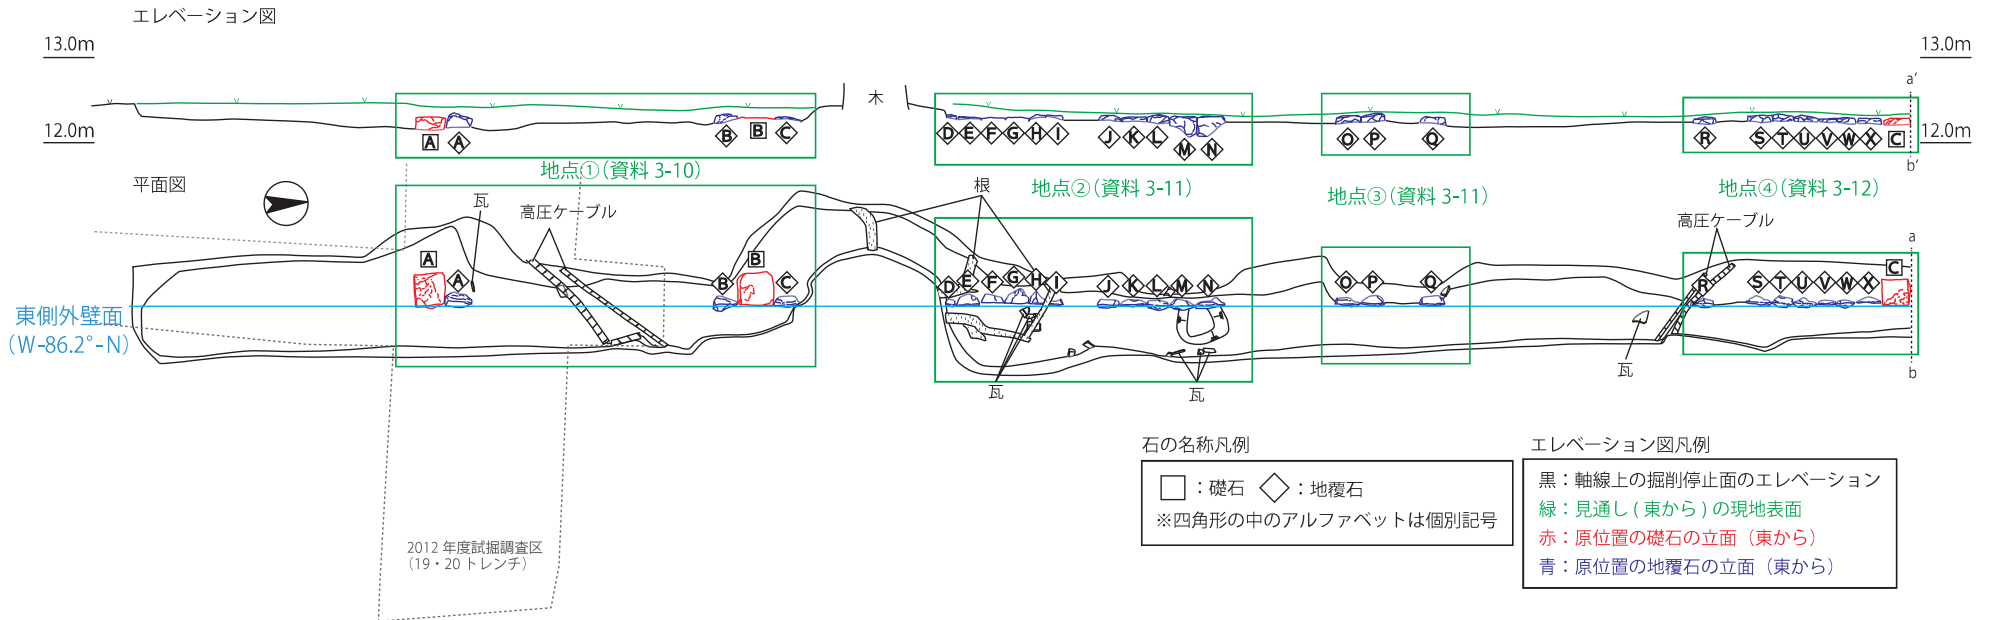 エレベーション図
13.0m
13.0m
a'
木
12.0m
12.0m
A A B B C D E F G H I J K L M N O P Q R S T U V W X C
b'
地点①（資料 3-10）
地点②（資料 3-11）
地点③（資料 3-11）
地点④（資料 3-12）
平面図
瓦
高圧ケーブル
根
高圧ケーブル
a
A A B B C D E F G H I J K L M N O P Q R S T U V W X C
東側外壁面
（W-86.2°-N）
瓦
瓦
瓦
b
石の名称凡例
：礎石 ：地覆石
※四角形の中のアルファベットは個別記号
エレベーション図凡例
黒：軸線上の掘削停止面のエレベーション
緑：見通し ( 東から ) の現地表面
赤：原位置の礎石の立面（東から）
青：原位置の地覆石の立面（東から）
2012 年度試掘調査区
（19・20 トレンチ）